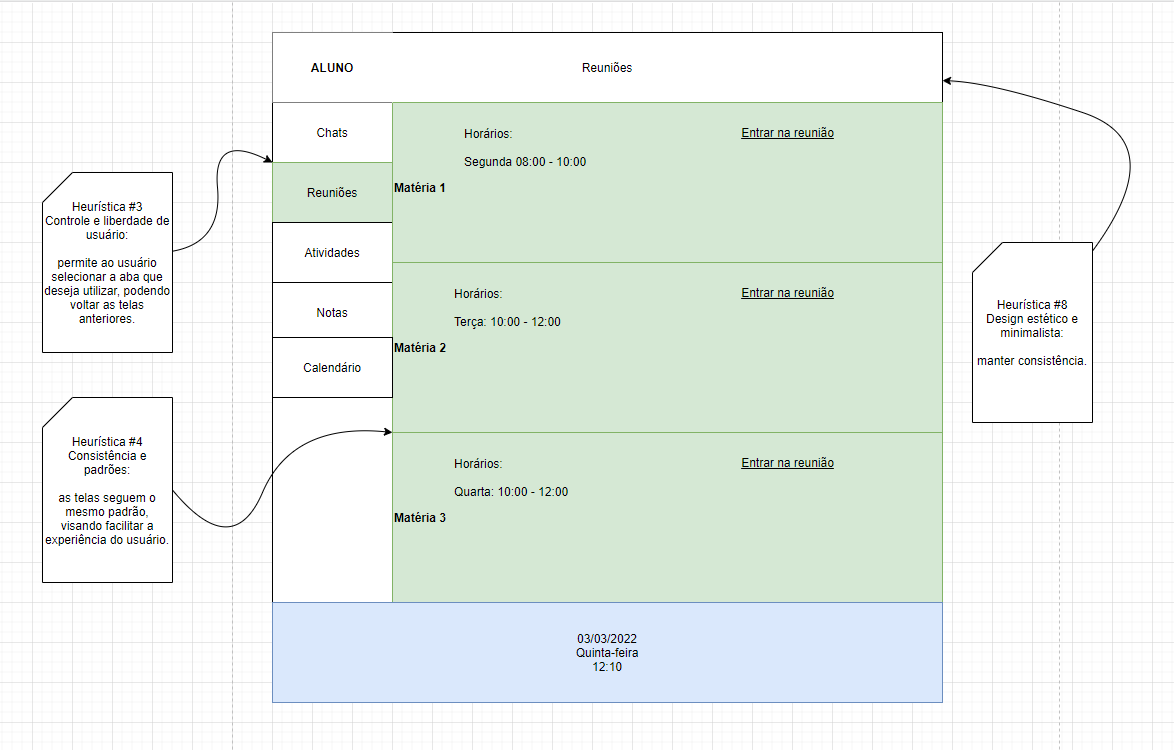 ALUNO
Reuniões
Chats
Reuniões
Atividades
Notas
Calendário
Horários:
Entrar na reunião
Segunda 08:00 - 10:00
Matéria 1
Horários:
Entrar na reunião
Terça: 10:00 - 12:00
Matéria 2
Horários:
Entrar na reunião
Quarta: 10:00 - 12:00
Matéria 3
03/03/2022
Quinta-feira
12:10
Heurística #3
Controle e liberdade de
usuário:
permite ao usuário
selecionar a aba que
deseja utilizar, podendo
voltar as telas
anteriores.
Heurística #4
Consistência e
padrões:
as telas seguem o
mesmo padrão,
visando facilitar a
experiência do usuário.
Heurística #8
Design estético e
minimalista:
manter consistência.